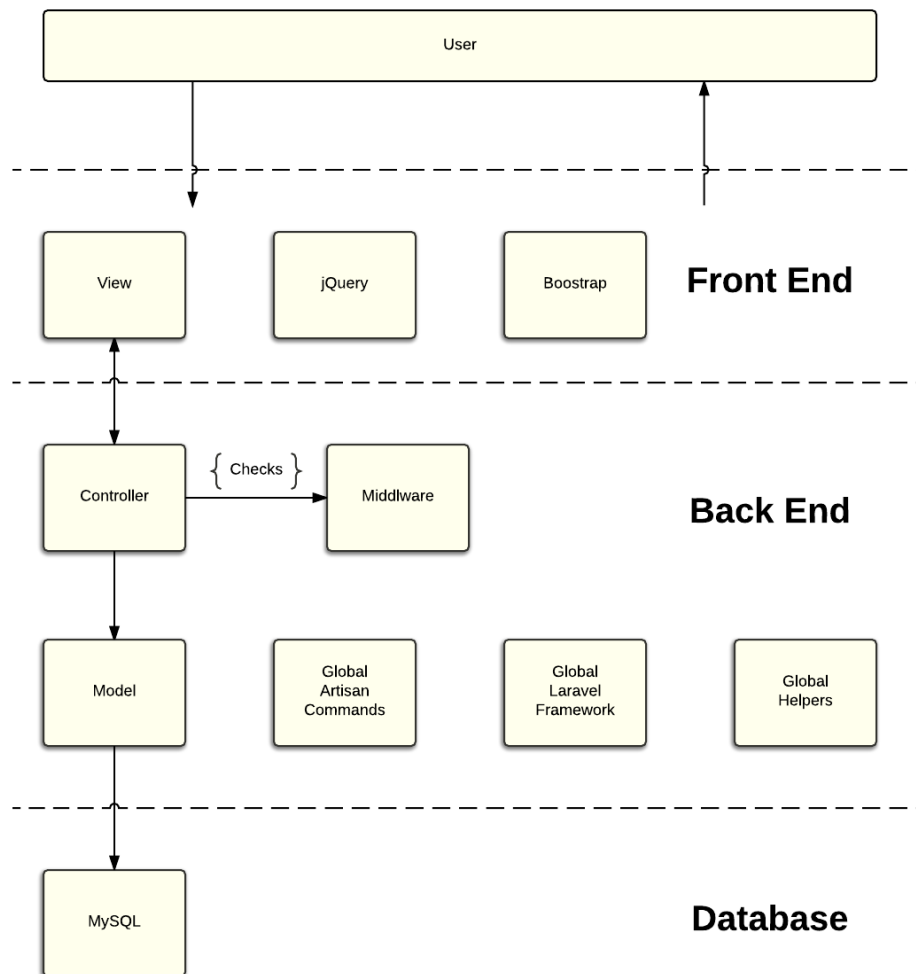 User
View
jQuery
Boostrap
Front End
{ Checks }
Controller
Middlware
Back End
Model
Global
Artisan
Commands
Global
Laravel
Framework
Global
Helpers
MySQL
Database